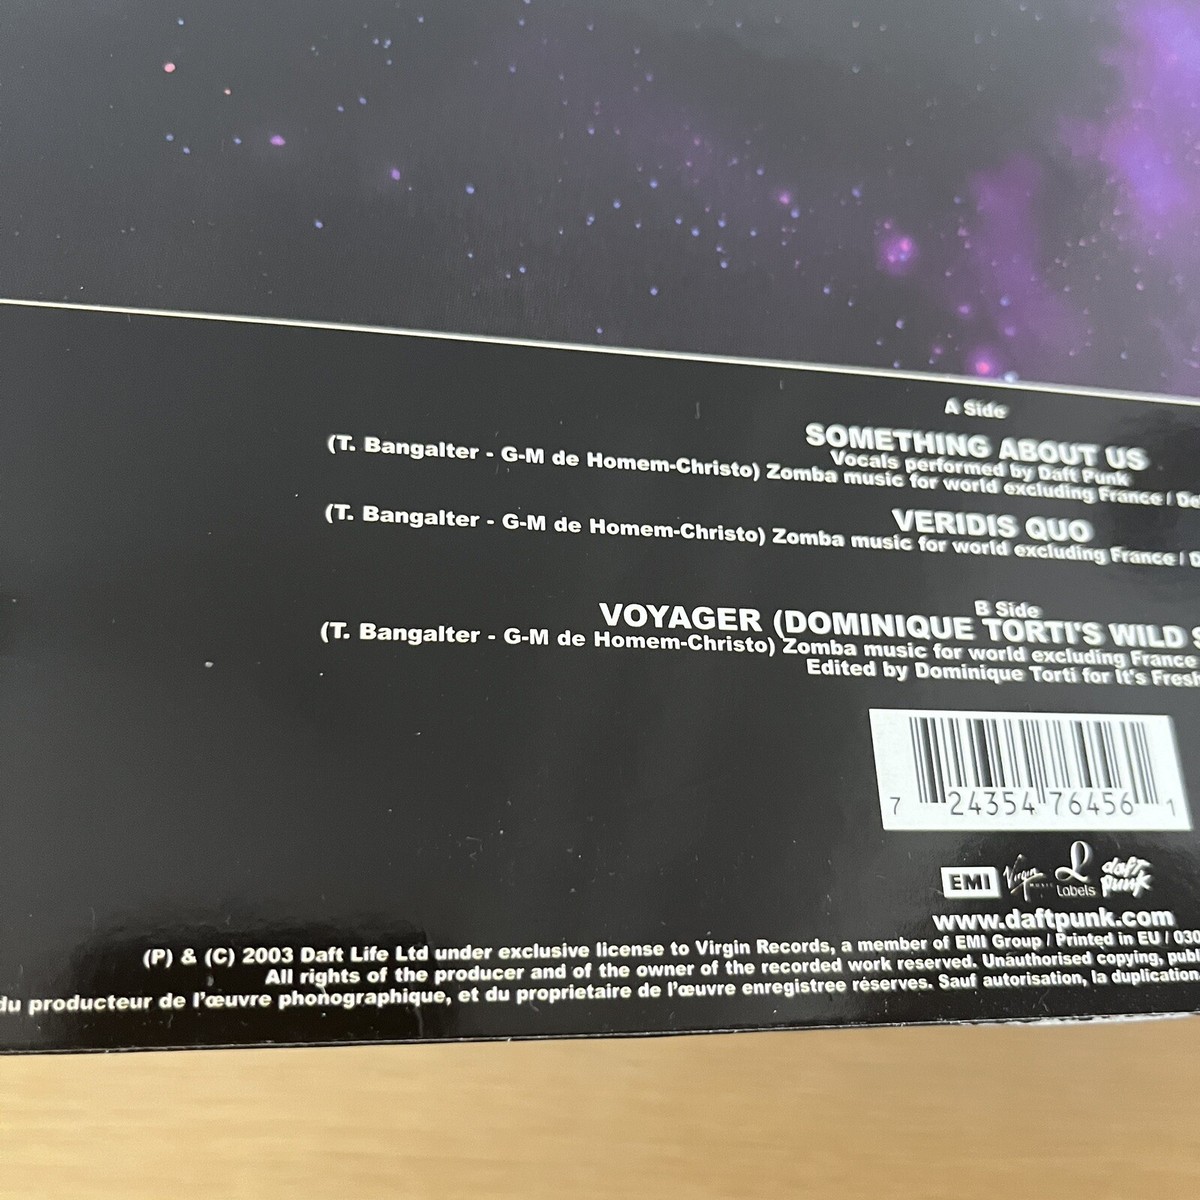 A Side
SOMETHING ABOUT US
Vocals performed by Daft Punk
(T. Bangalter - G-M de Homem-Christo) Zomba music for world excluding France / De
VERIDIS QUO
(T. Bangalter - G-M de Homem-Christo) Zomba music for world excluding France / D
B Side
VOYAGER (DOMINIQUE TORTI'S WILD
(T. Bangalter - G-M de Homem-Christo) Zomba music for world excluding France
Edited by Dominique Torti for It's Fresh
7 24354 76456 1
EMI Virgin MUSIC Labels daft punk
www.daftpunk.com
(P) & (C) 2003 Daft Life Ltd under exclusive license to Virgin Records, a member of EMI Group / Printed in EU / 030
All rights of the producer and of the owner of the recorded work reserved. Unauthorised copying, publ
du producteur de l'œuvre phonographique, et du proprietaire de l'œuvre enregistree réserves. Sauf autorisation, la duplication